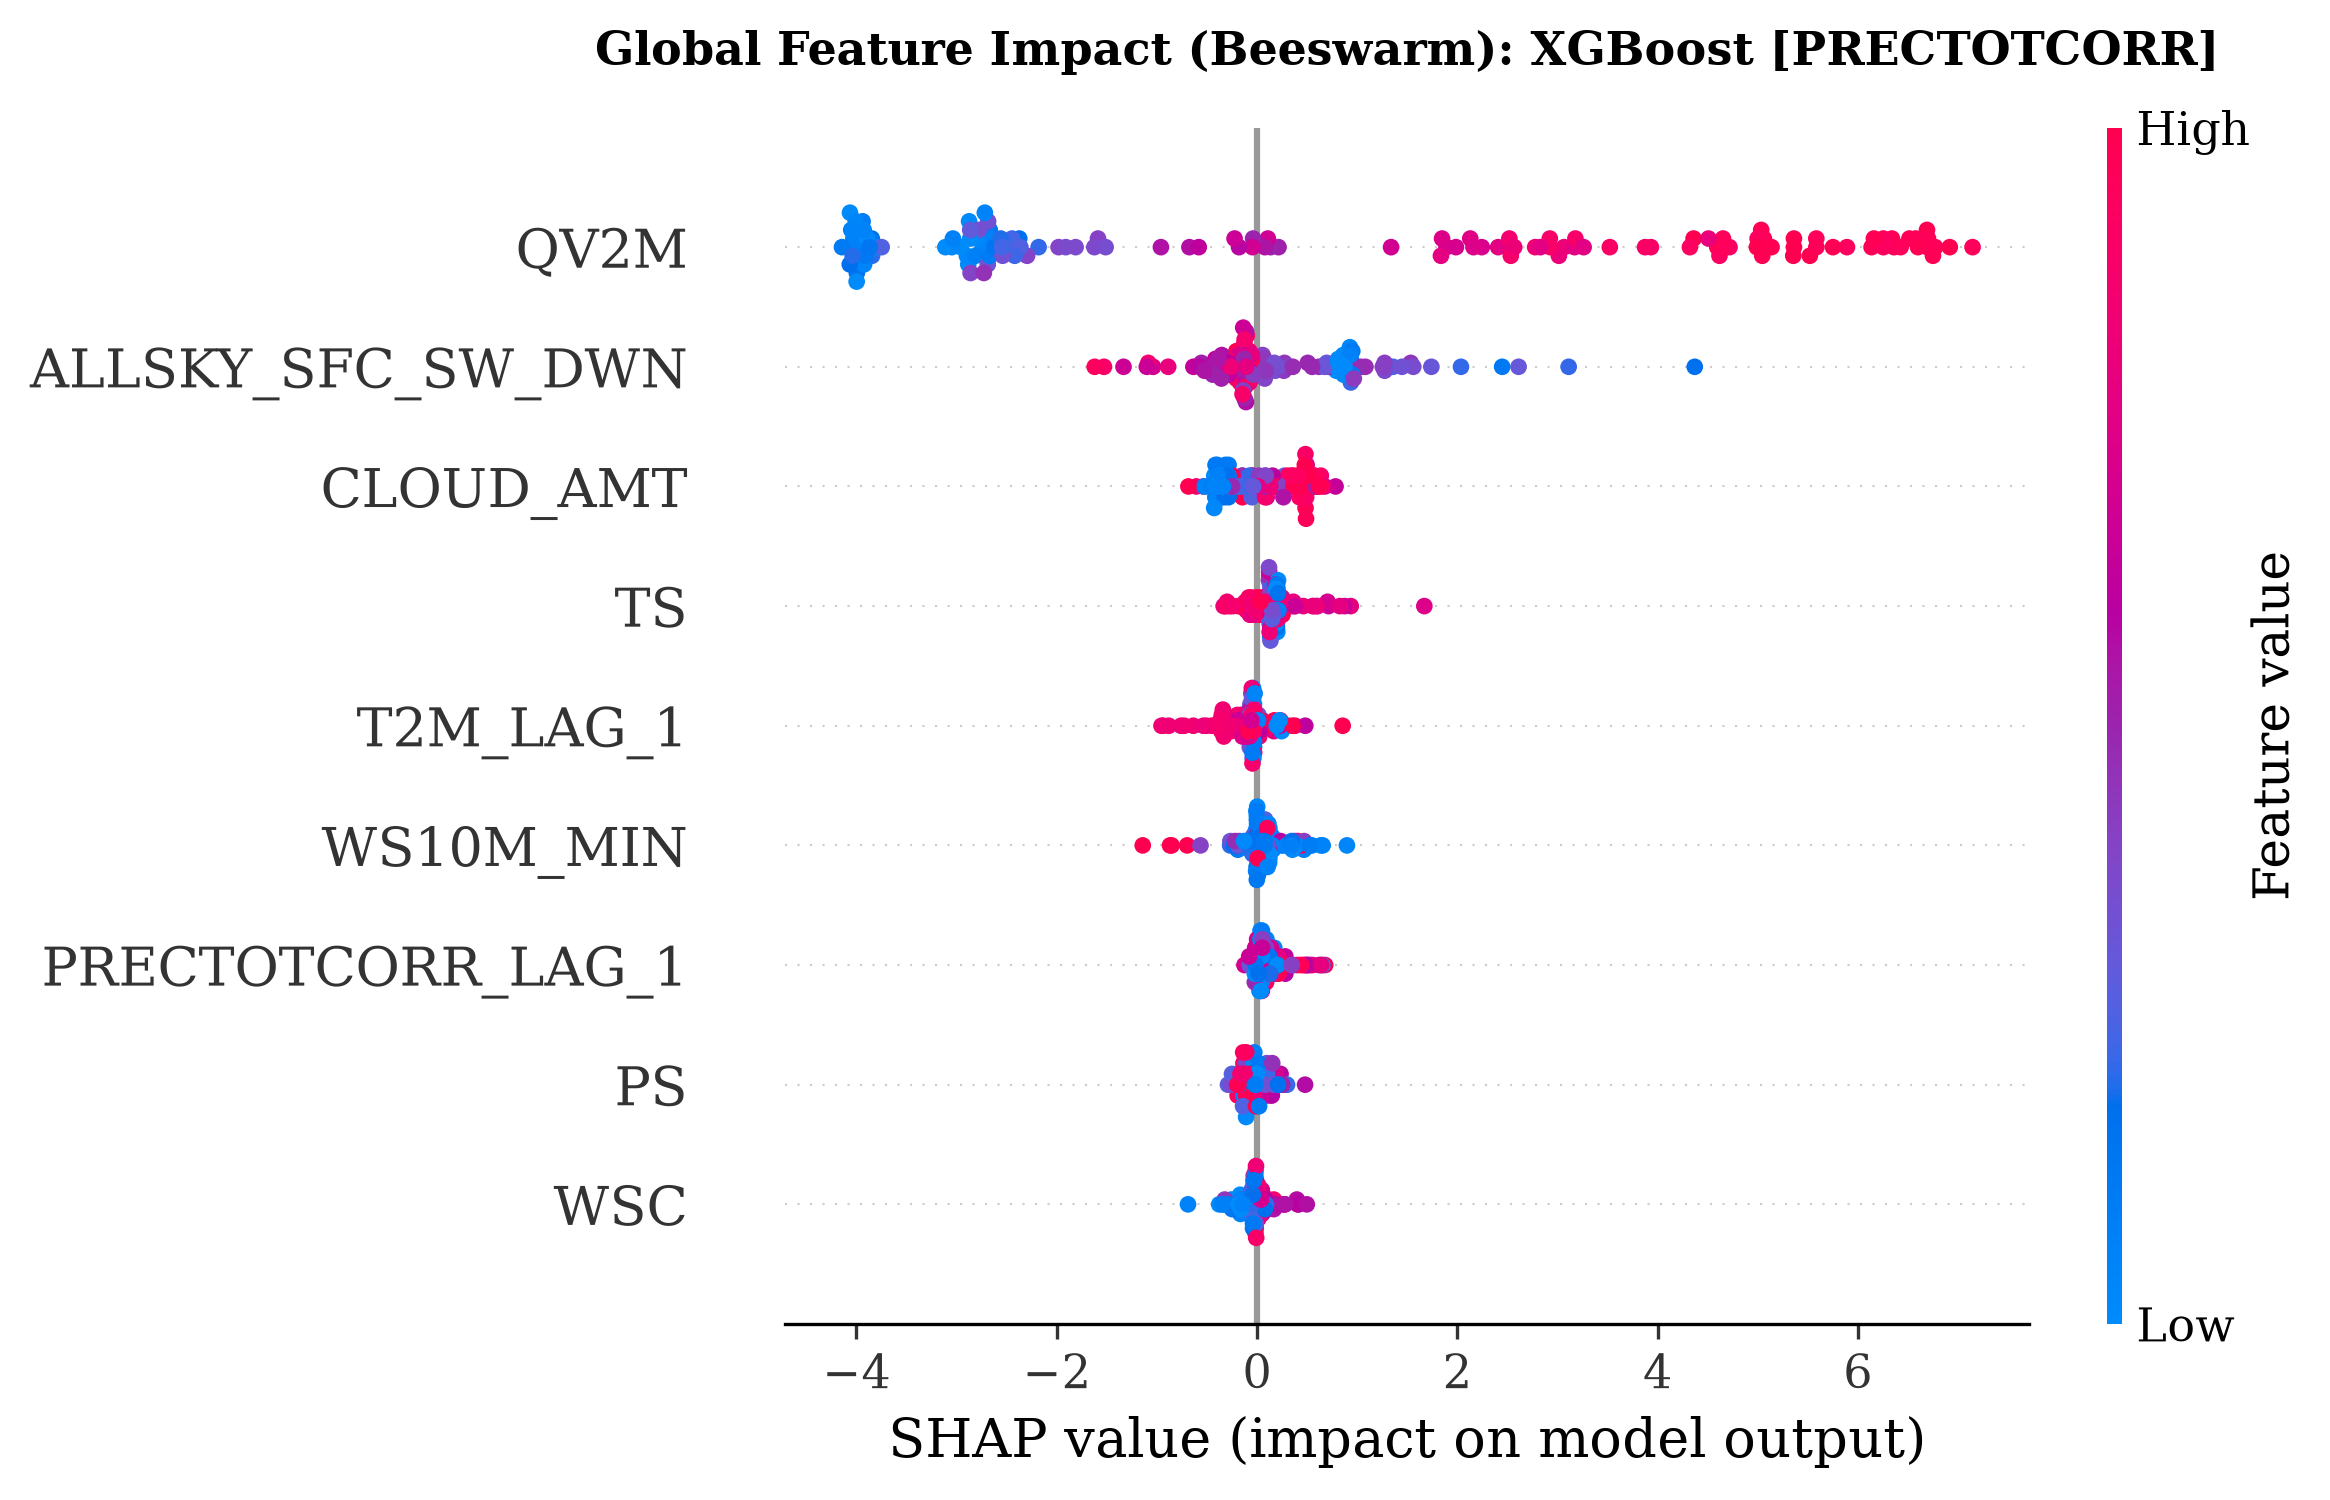 Global Feature Impact (Beeswarm): XGBoost [PRECTOTCORR]
High
QV2M
ALLSKY_SFC_SW_DWN
CLOUD_AMT
TS
T2M_LAG_1
WS10M_MIN
PRECTOTCORR_LAG_1
PS
WSC
Feature value
Low
−4 −2 0 2 4 6
SHAP value (impact on model output)